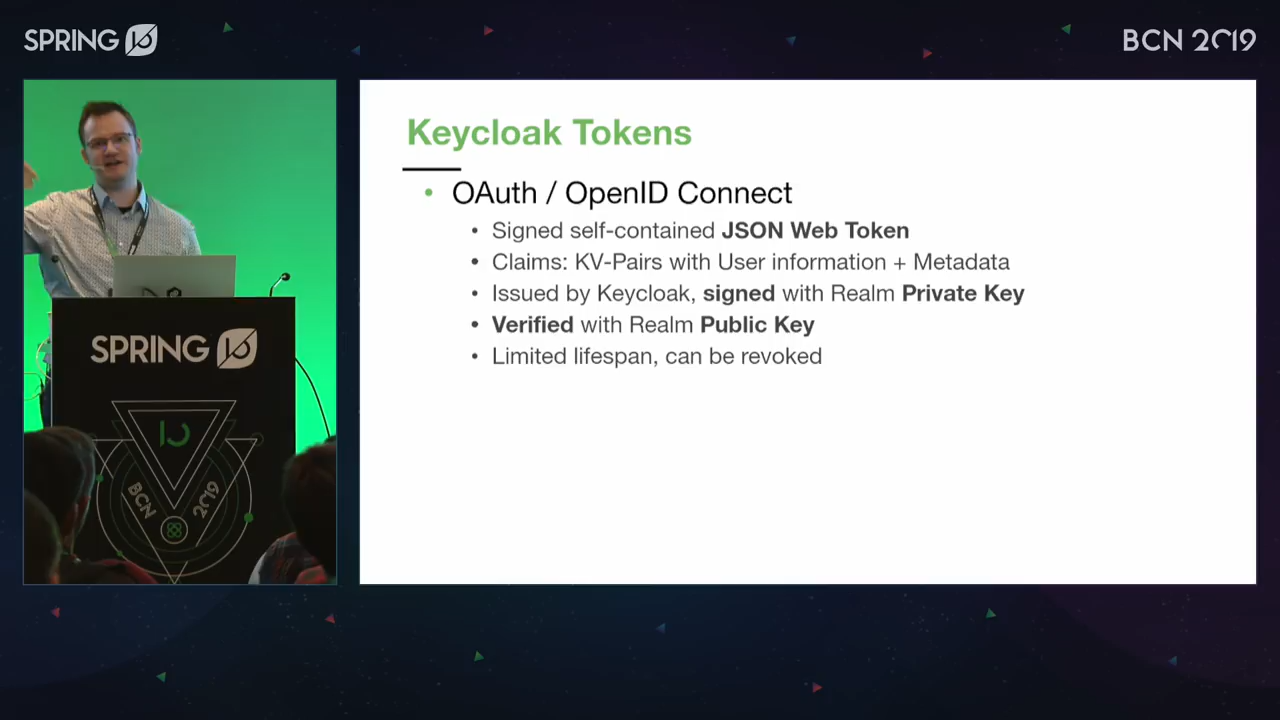 SPRING IO
BCN 2019
Keycloak Tokens
• OAuth / OpenID Connect
• Signed self-contained JSON Web Token
• Claims: KV-Pairs with User information + Metadata
• Issued by Keycloak, signed with Realm Private Key
• Verified with Realm Public Key
• Limited lifespan, can be revoked
SPRING IO
IO
BCN 2019